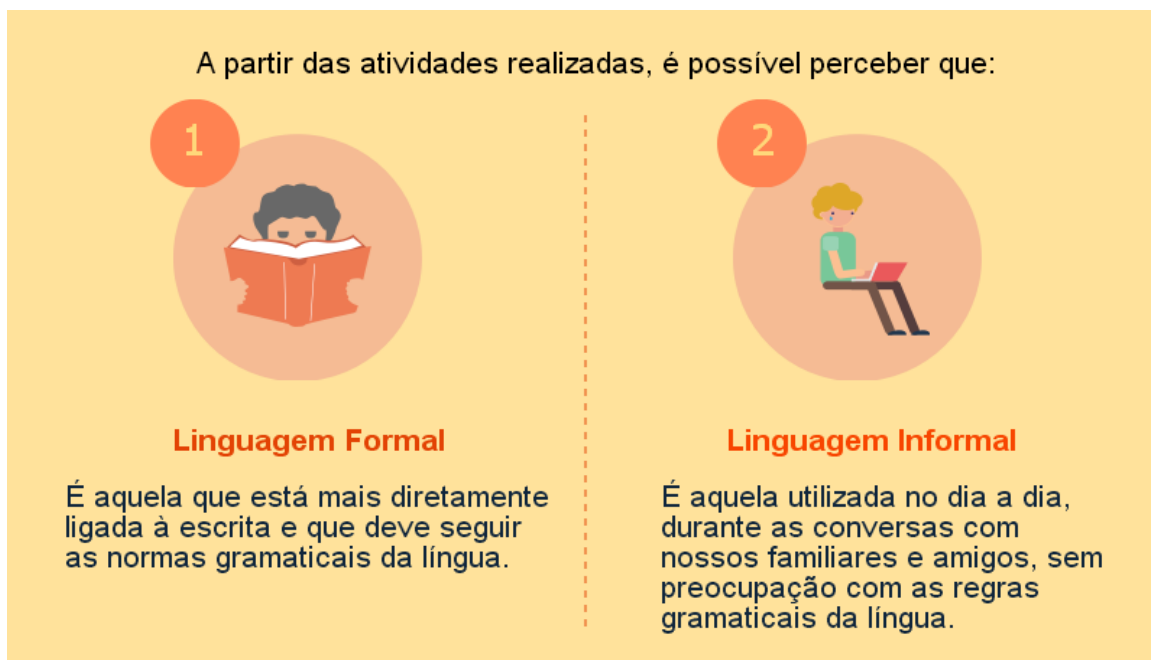 A partir das atividades realizadas, é possível perceber que:
1
Linguagem Formal
É aquela que está mais diretamente
ligada à escrita e que deve seguir
as normas gramaticais da língua.
2
Linguagem Informal
É aquela utilizada no dia a dia,
durante as conversas com
nossos familiares e amigos, sem
preocupação com as regras
gramaticais da língua.